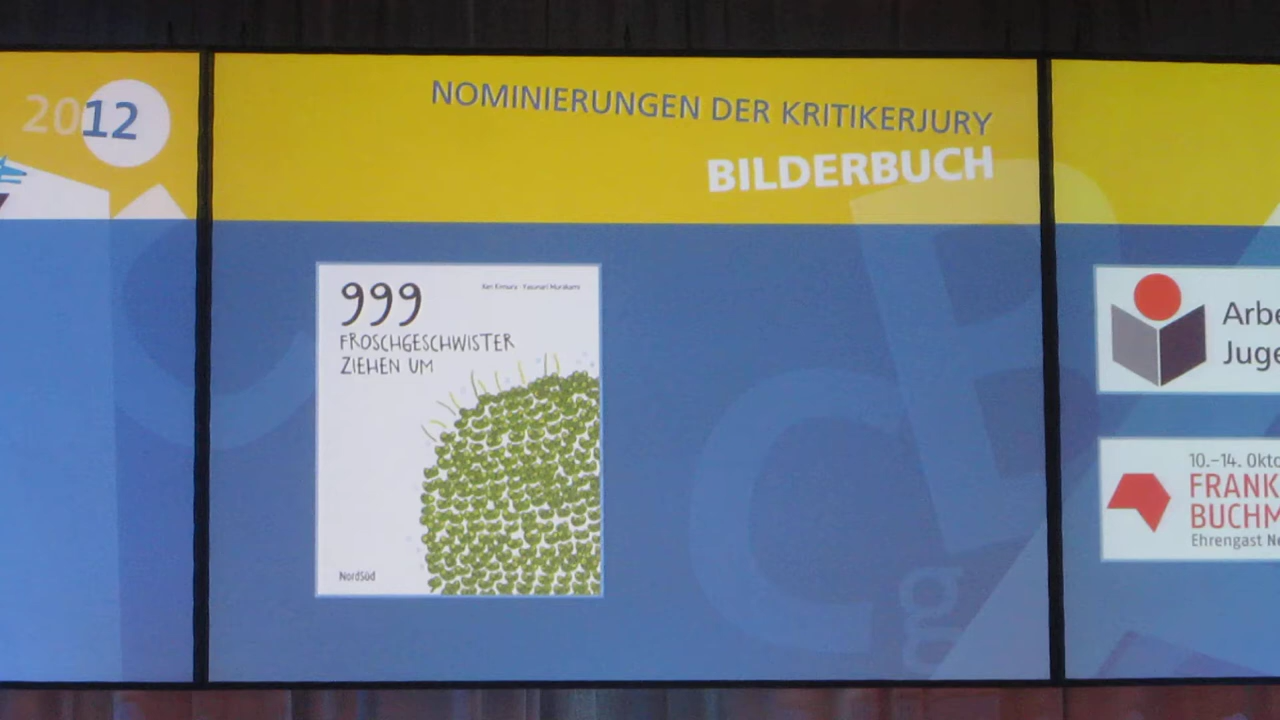 2012
NOMINIERUNGEN DER KRITIKERJURY
BILDERBUCH
999
Ken Kimura · Yasunari Murakami
FROSCHGESCHWISTER
ZIEHEN UM
NordSüd
Arbe
Juge
10.–14. Okto
FRANK
BUCHM
Ehrengast Ne